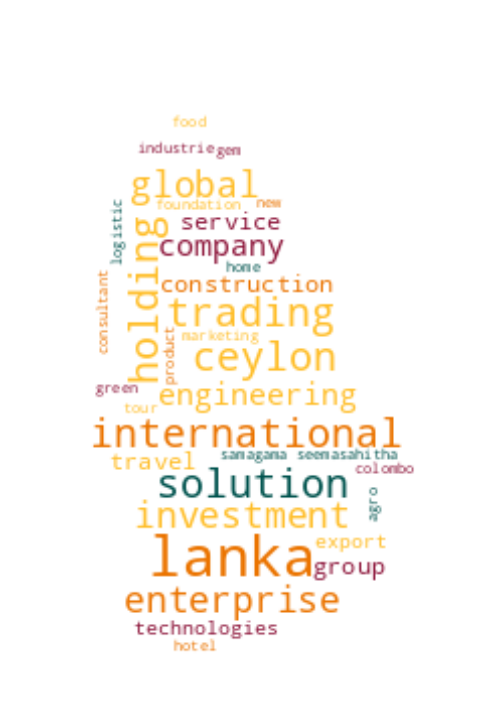 food
industrie
gem
global
foundation
new
logistic
service
holding
company
home
consultant
construction
trading
product
marketing
ceylon
green
engineering
tour
international
travel
samagama
seemasahitha
colombo
solution
agro
investment
lanka
export
group
enterprise
technologies
hotel